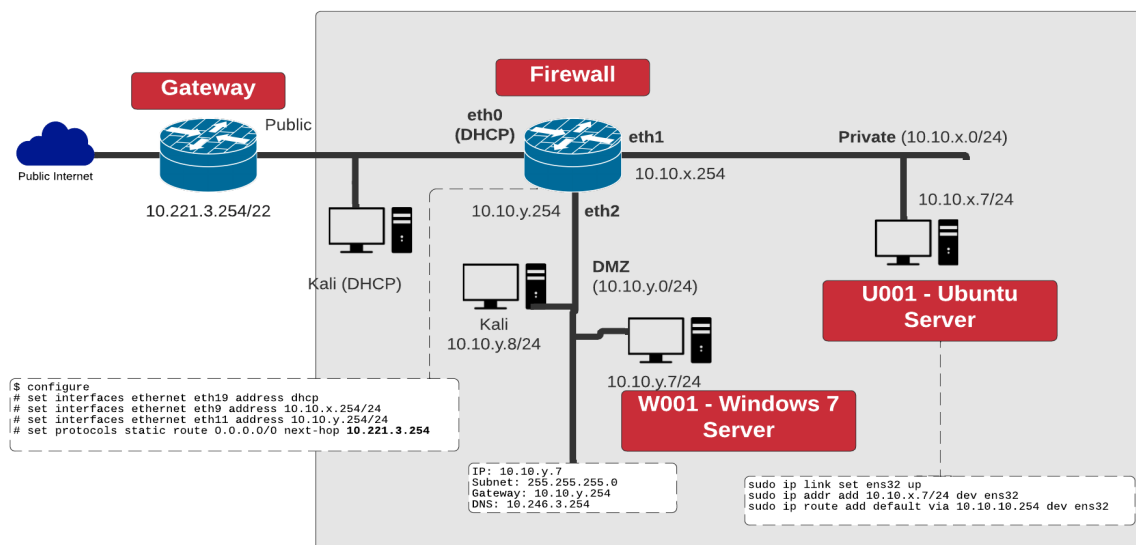 Gateway
Firewall
Public
eth0
(DHCP)
eth1
Private (10.10.x.0/24)
Public Internet
10.10.x.254
10.221.3.254/22
10.10.y.254
eth2
10.10.x.7/24
Kali (DHCP)
DMZ
(10.10.y.0/24)
U001 - Ubuntu
Server
Kali
10.10.y.8/24
10.10.y.7/24
W001 - Windows 7
Server
$ configure
# set interfaces ethernet eth19 address dhcp
# set interfaces ethernet eth9 address 10.10.x.254/24
# set interfaces ethernet eth11 address 10.10.y.254/24
# set protocols static route 0.0.0.0/0 next-hop 10.221.3.254
IP: 10.10.y.7
Subnet: 255.255.255.0
Gateway: 10.10.y.254
DNS: 10.246.3.254
sudo ip link set ens32 up
sudo ip addr add 10.10.x.7/24 dev ens32
sudo ip route add default via 10.10.10.254 dev ens32